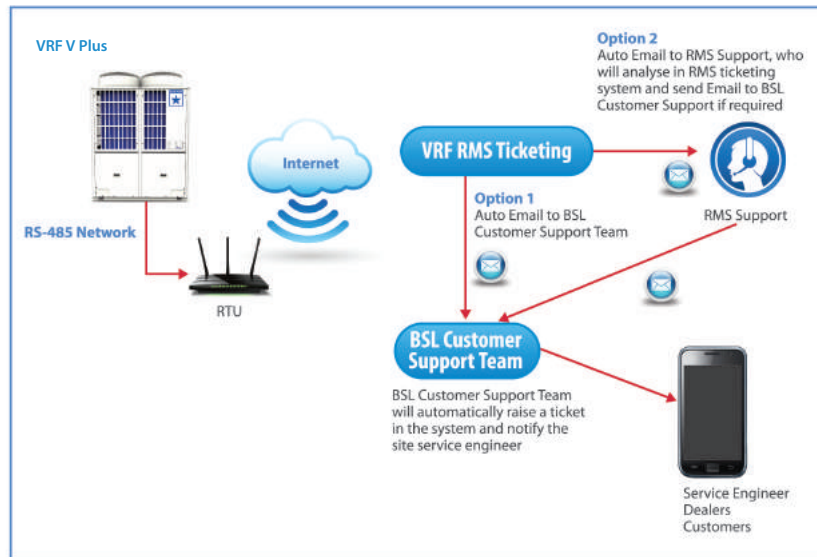 VRF V Plus
RS-485 Network
RTU
Internet
VRF RMS Ticketing
Option 2
Auto Email to RMS Support, who
will analyse in RMS ticketing
system and send Email to BSL
Customer Support if required
RMS Support
Option 1
Auto Email to BSL
Customer Support Team
BSL Customer
Support Team
BSL Customer Support Team
will automatically raise a ticket
in the system and notify the
site service engineer
Service Engineer
Dealers
Customers